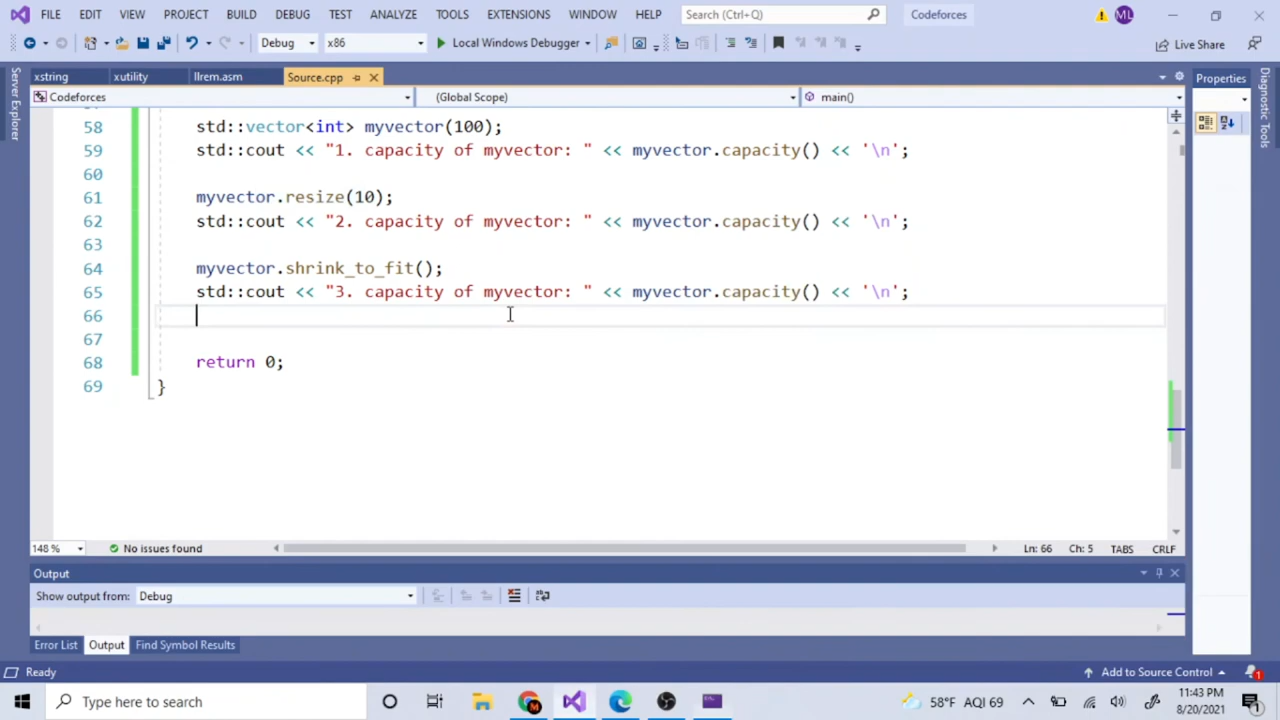 FILE EDIT VIEW PROJECT BUILD DEBUG TEST ANALYZE TOOLS EXTENSIONS WINDOW HELP Search (Ctrl+Q) Codeforces ML
Debug x86 Local Windows Debugger Live Share
xstring xutility llrem.asm Source.cpp
Codeforces (Global Scope) main()
Server Explorer
Properties
Diagnostic Tools
58 std::vector<int> myvector(100);
59 std::cout << "1. capacity of myvector: " << myvector.capacity() << '\n';
60
61 myvector.resize(10);
62 std::cout << "2. capacity of myvector: " << myvector.capacity() << '\n';
63
64 myvector.shrink_to_fit();
65 std::cout << "3. capacity of myvector: " << myvector.capacity() << '\n';
66
67
68 return 0;
69 }
148 % No issues found Ln: 66 Ch: 5 TABS CRLF
Output
Show output from: Debug
Error List Output Find Symbol Results
Ready Add to Source Control 1
Type here to search 58°F AQI 69 11:43 PM
8/20/2021 1